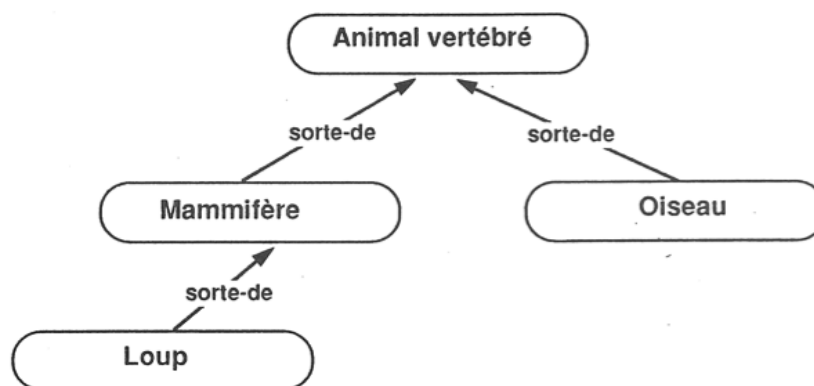 Animal vertébré
sorte-de
sorte-de
Mammifère
Oiseau
sorte-de
Loup